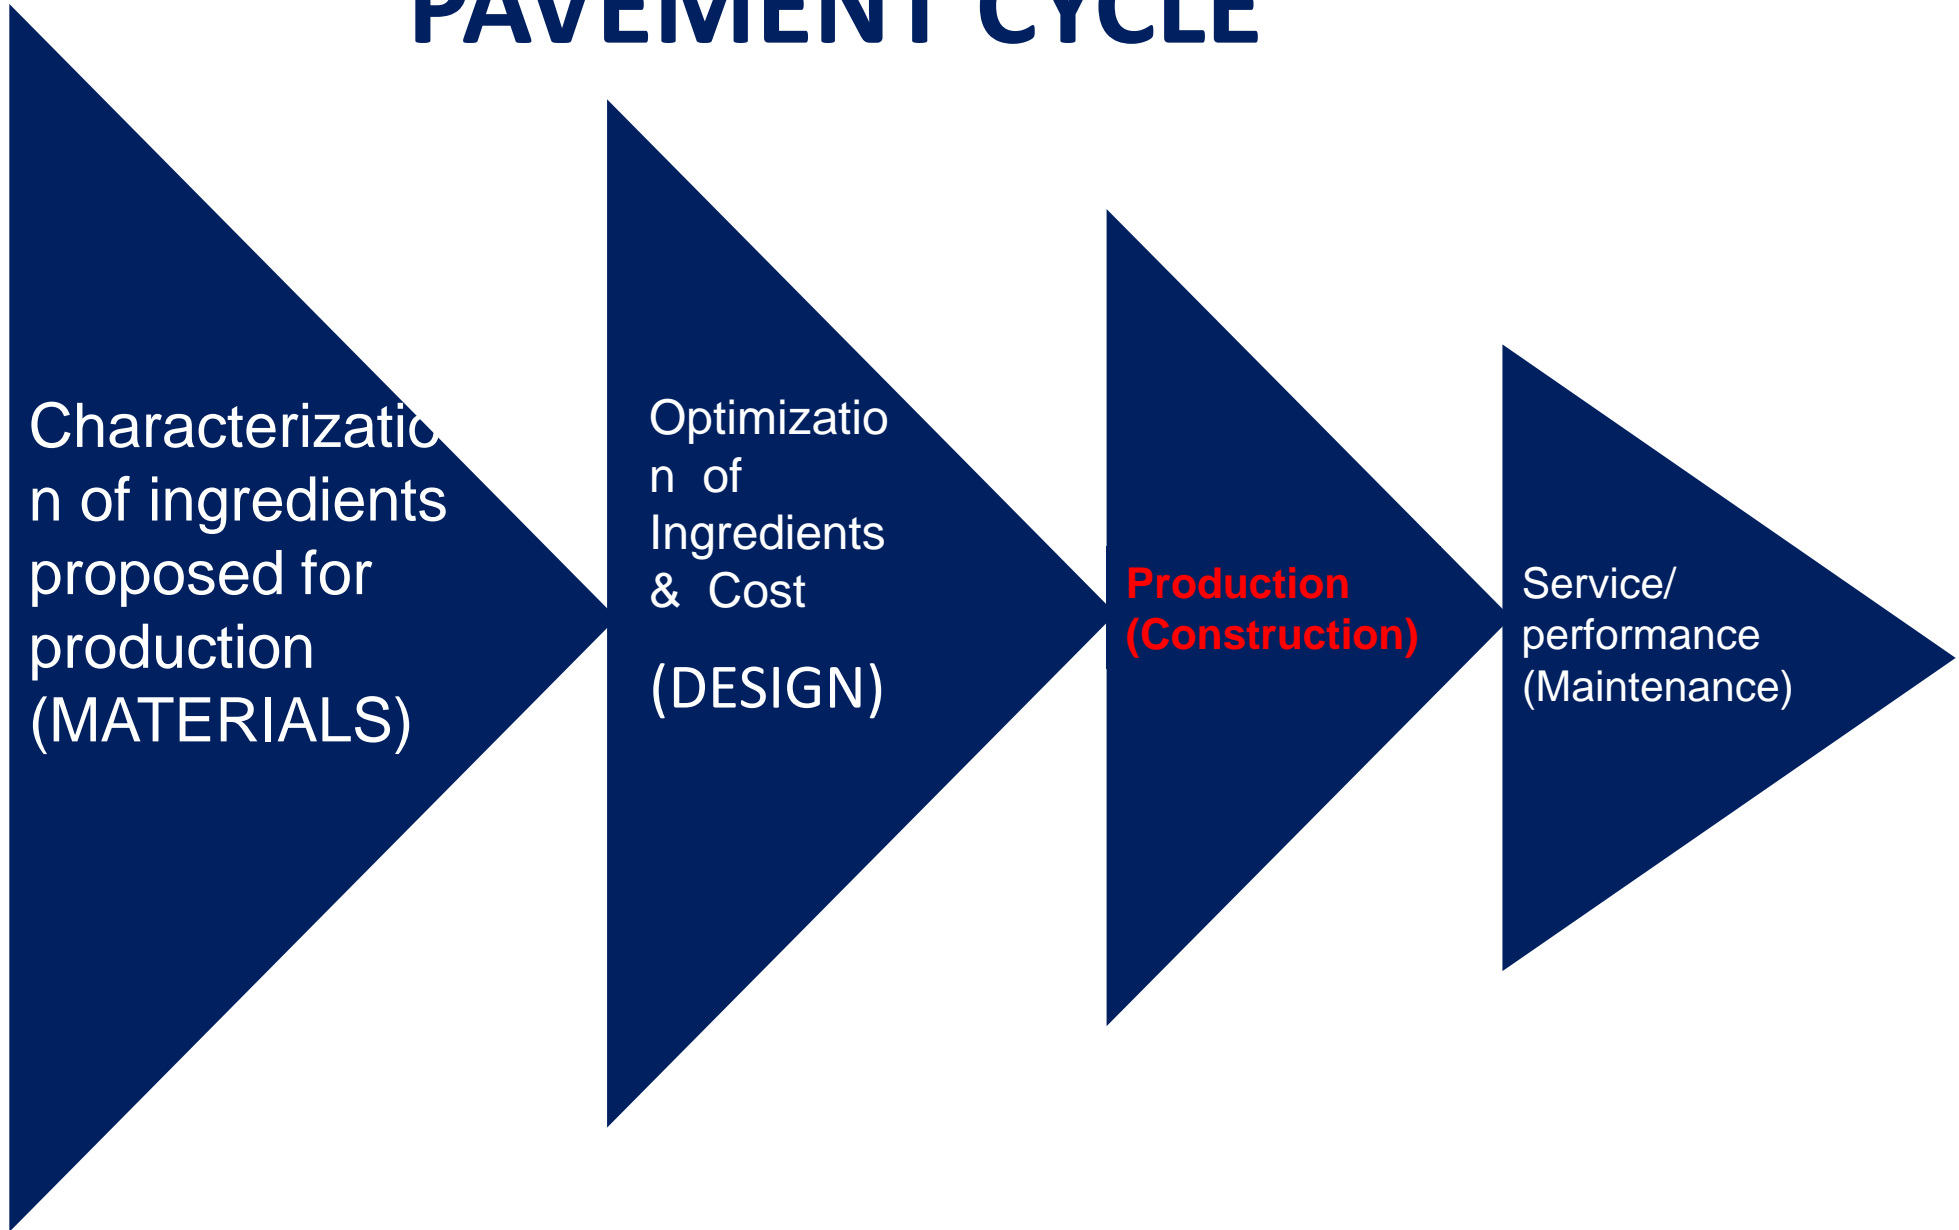 PAVEMENT CYCLE
Characterizatio
n of ingredients
proposed for
production
(MATERIALS)
Optimizatio
n of
Ingredients
& Cost
(DESIGN)
Production
(Construction)
Service/
performance
(Maintenance)